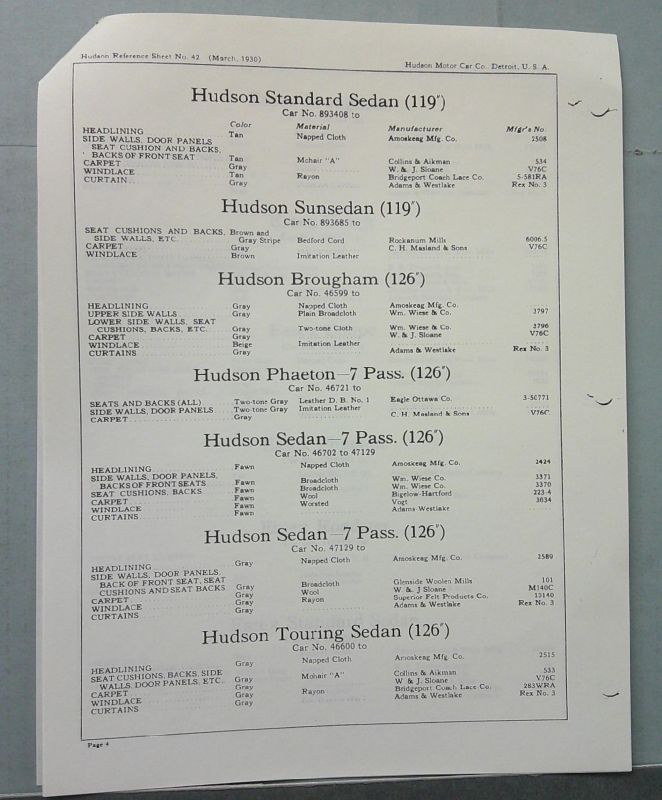 Hudson Reference Sheet No. 42 (March, 1930) Hudson Motor Car Co. Detroit, U. S. A.
Hudson Standard Sedan (119")
Car No. 893408 to
Color Material Manufacturer Mfgr's No.
HEADLINING Tan Napped Cloth Amoskeag Mfg. Co. 2508
SIDE WALLS, DOOR PANELS
SEAT CUSHION AND BACKS,
BACKS OF FRONT SEAT Tan Mohair "A" Collins & Aikman 534
CARPET Gray W. & J. Sloane V76C
WINDLACE Tan Rayon Bridgeport Coach Lace Co. 5-581RA
CURTAIN Gray Adams & Westlake Rex No. 3
Hudson Sunsedan (119")
Car No. 893685 to
SEAT CUSHIONS AND BACKS, Brown and
SIDE WALLS, ETC. Gray Stripe Bedford Cord Rockanum Mills 6006.5
CARPET Gray C. H. Masland & Sons V76C
WINDLACE Brown Imitation Leather
Hudson Brougham (126")
Car No. 46599 to
HEADLINING Gray Napped Cloth Amoskeag Mfg. Co.
UPPER SIDE WALLS Gray Plain Broadcloth Wm. Wiese & Co. 3797
LOWER SIDE WALLS, SEAT
CUSHIONS, BACKS, ETC. Gray Two-tone Cloth Wm. Wiese & Co. 3796
CARPET Gray W. & J. Sloane V76C
WINDLACE Beige Imitation Leather
CURTAINS Gray Adams & Westlake Rex No. 3
Hudson Phaeton—7 Pass. (126")
Car No. 46721 to
SEATS AND BACKS (ALL) Two-tone Gray Leather D. B. No. 1 Eagle Ottawa Co. 3-50771
SIDE WALLS, DOOR PANELS Two-tone Gray Imitation Leather
CARPET Gray C. H. Masland & Sons V76C
Hudson Sedan—7 Pass. (126")
Car No. 46702 to 47129
HEADLINING Fawn Napped Cloth Amoskeag Mfg. Co. 2424
SIDE WALLS, DOOR PANELS,
BACKS OF FRONT SEATS Fawn Broadcloth Wm. Wiese Co. 3371
SEAT CUSHIONS, BACKS Fawn Broadcloth Wm. Wiese Co. 3370
CARPET Fawn Wool Bigelow-Hartford 223-4
WINDLACE Fawn Worsted Vogt 3034
CURTAINS Fawn Adams-Westlake
Hudson Sedan—7 Pass. (126")
Car No. 47129 to
HEADLINING Gray Napped Cloth Amoskeag Mfg. Co. 2589
SIDE WALLS, DOOR PANELS,
BACK OF FRONT SEAT, SEAT
CUSHIONS AND SEAT BACKS Gray Broadcloth Glenside Woolen Mills 101
CARPET Gray Wool W. & J. Sloane M140C
WINDLACE Gray Rayon Superior Felt Products Co. 10140
CURTAINS Gray Adams & Westlake Rex No. 3
Hudson Touring Sedan (126")
Car No. 46600 to
HEADLINING Gray Napped Cloth Amoskeag Mfg. Co. 2515
SEAT CUSHIONS, BACKS, SIDE
WALLS, DOOR PANELS, ETC. Gray Mohair "A" Collins & Aikman 533
CARPET Gray W. & J. Sloane V76C
WINDLACE Gray Rayon Bridgeport Coach Lace Co. 283WRA
CURTAINS Gray Adams & Westlake Rex No. 3
Page 4